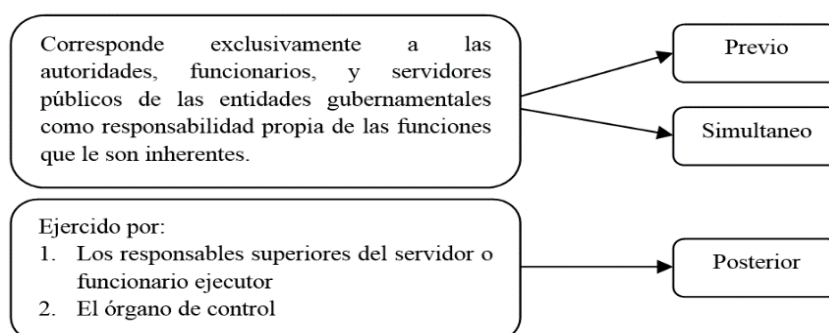 Corresponde exclusivamente a las
autoridades, funcionarios, y servidores
públicos de las entidades gubernamentales
como responsabilidad propia de las funciones
que le son inherentes.
Previo
Simultaneo
Ejercido por:
1. Los responsables superiores del servidor o
funcionario ejecutor
2. El órgano de control
Posterior